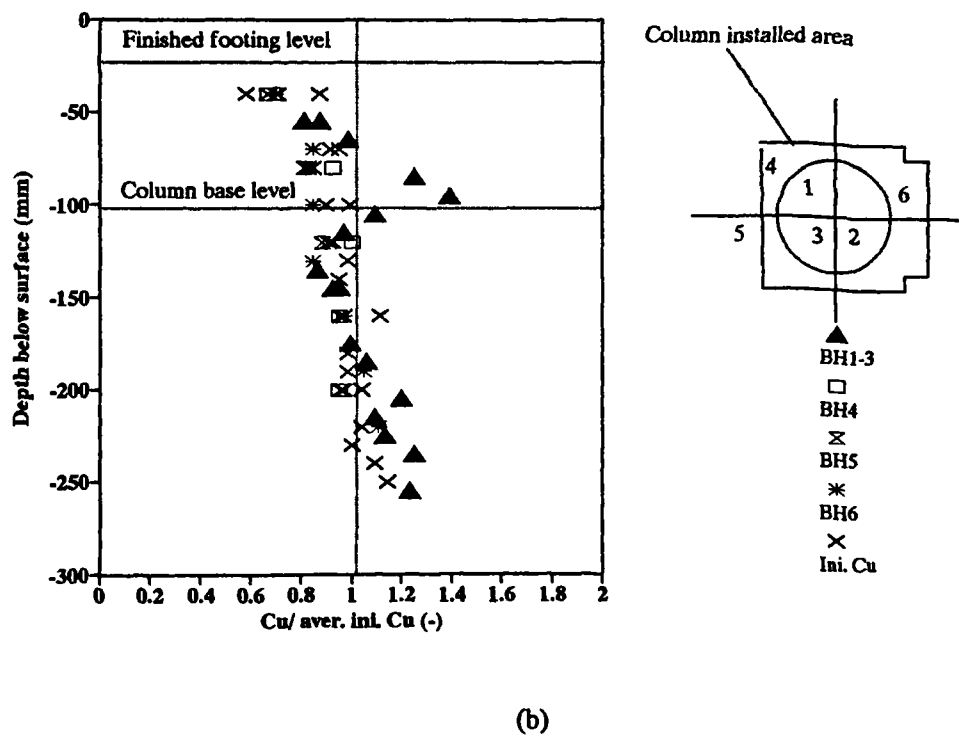 0
Finished footing level
-50
Column base level
-100
-150
-200
-250
-300
Depth below surface (mm)
0 0.2 0.4 0.6 0.8 1 1.2 1.4 1.6 1.8 2
Cu/ aver. ini. Cu (-)
Column installed area
4
1
6
5
3
2
BH1-3
BH4
BH5
BH6
Ini. Cu
(b)